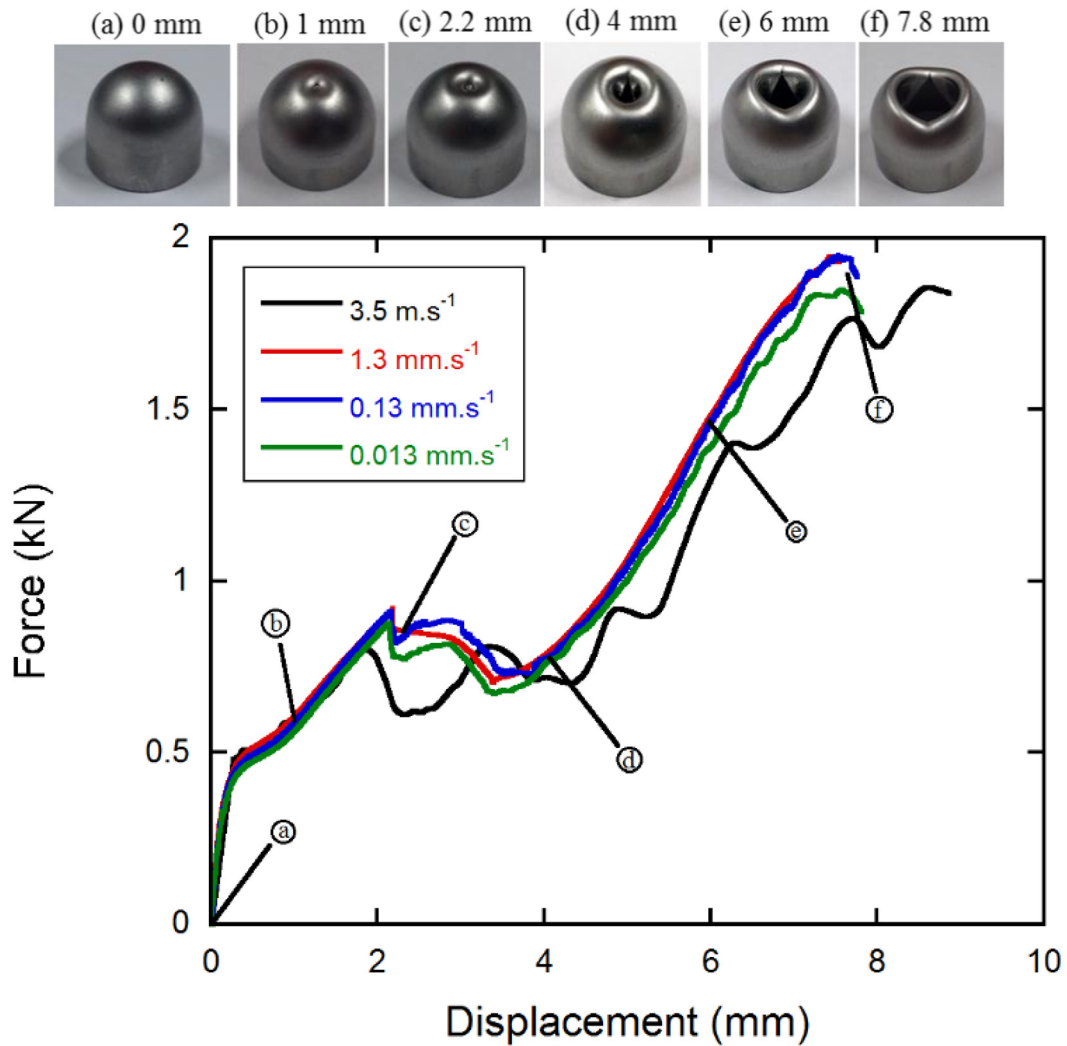 (a) 0 mm (b) 1 mm (c) 2.2 mm (d) 4 mm (e) 6 mm (f) 7.8 mm
2
3.5 m.s⁻¹
1.3 mm.s⁻¹
0.13 mm.s⁻¹
0.013 mm.s⁻¹
1.5
f
c
e
Force (kN)
1
b
d
0.5
a
0
0 2 4 6 8 10
Displacement (mm)